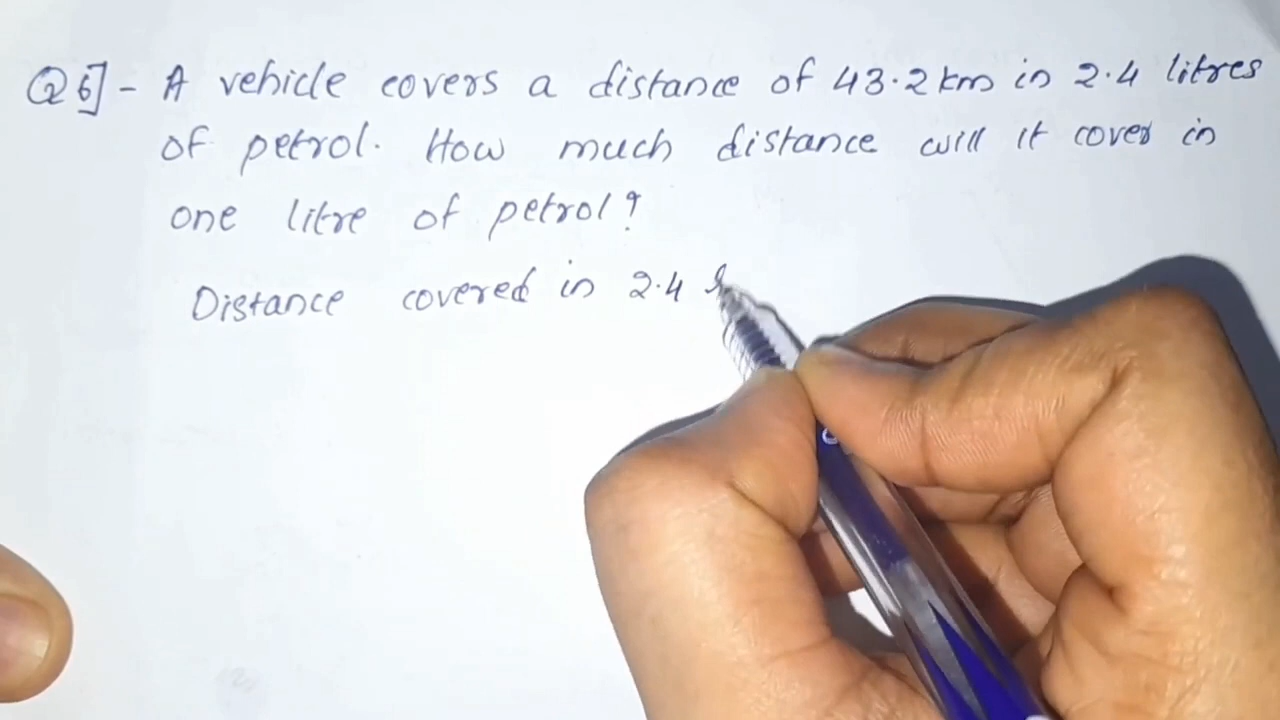 Q6]- A vehicle covers a distance of 43.2 km in 2.4 litres
of petrol. How much distance will it cover in
one litre of petrol?
Distance covered in 2.4